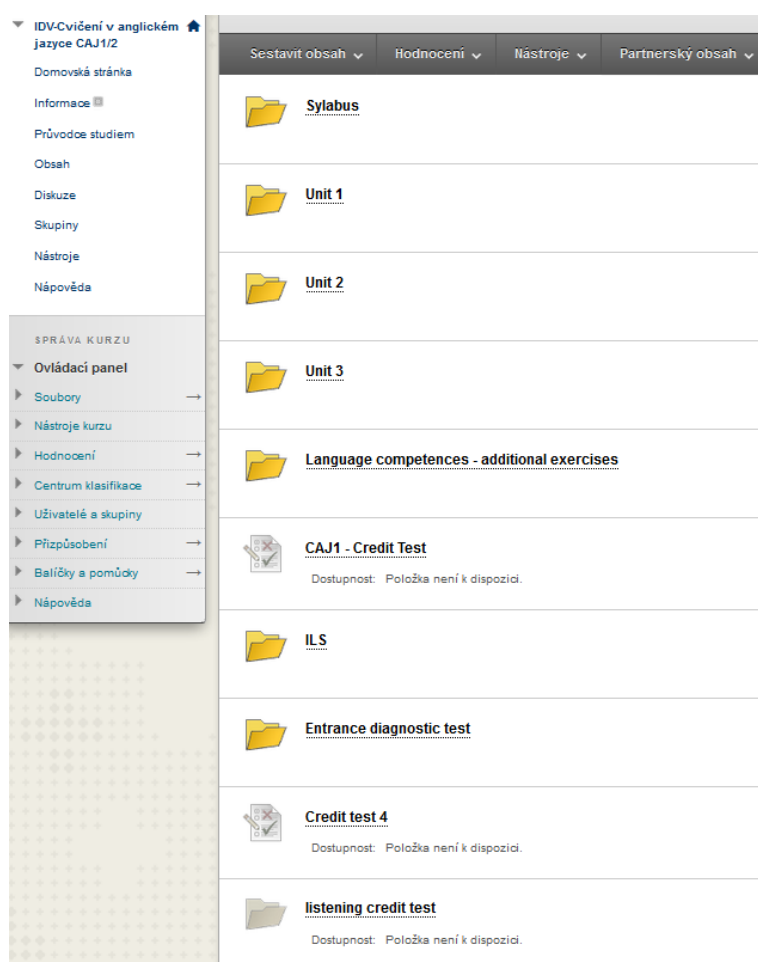 IDV-Cvičení v anglickém
jazyce CAJ1/2
Domovská stránka
Informace
Průvodce studiem
Obsah
Diskuze
Skupiny
Nástroje
Nápověda
SPRÁVA KURZU
Ovládací panel
Soubory
Nástroje kurzu
Hodnocení
Centrum klasifikace
Uživatelé a skupiny
Přizpůsobení
Balíčky a pomůcky
Nápověda
Sestavit obsah Hodnocení Nástroje Partnerský obsah
Sylabus
Unit 1
Unit 2
Unit 3
Language competences - additional exercises
CAJ1 - Credit Test
Dostupnost: Položka není k dispozici.
ILS
Entrance diagnostic test
Credit test 4
Dostupnost: Položka není k dispozici.
listening credit test
Dostupnost: Položka není k dispozici.